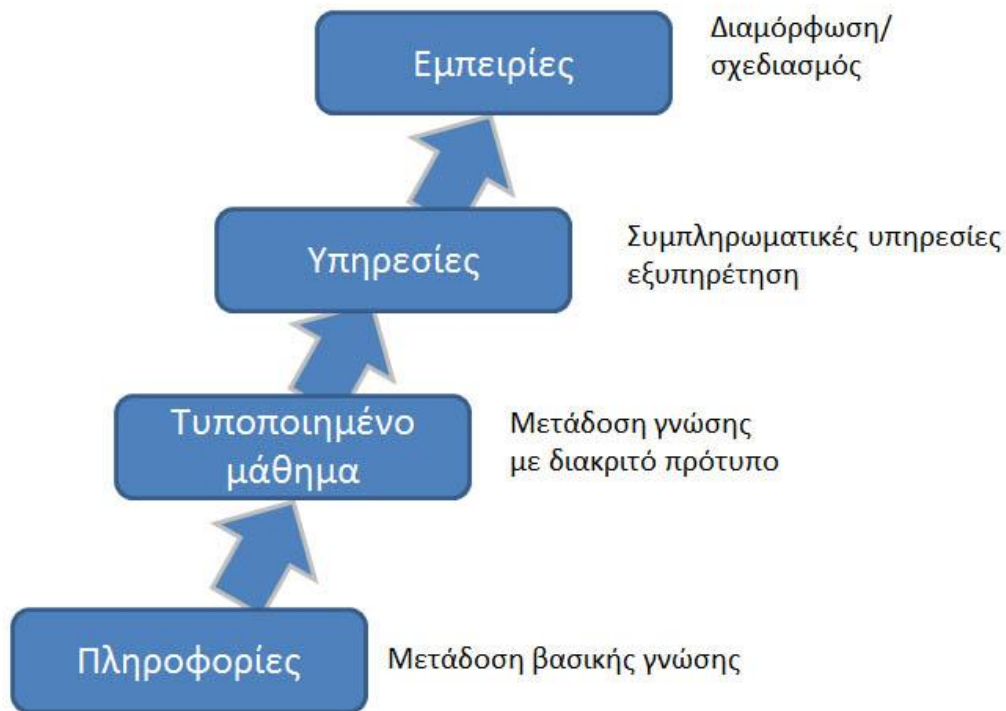 Εμπειρίες
Διαμόρφωση/
σχεδιασμός
Υπηρεσίες
Συμπληρωματικές υπηρεσίες
εξυπηρέτηση
Τυποποιημένο
μάθημα
Μετάδοση γνώσης
με διακριτό πρότυπο
Πληροφορίες
Μετάδοση βασικής γνώσης